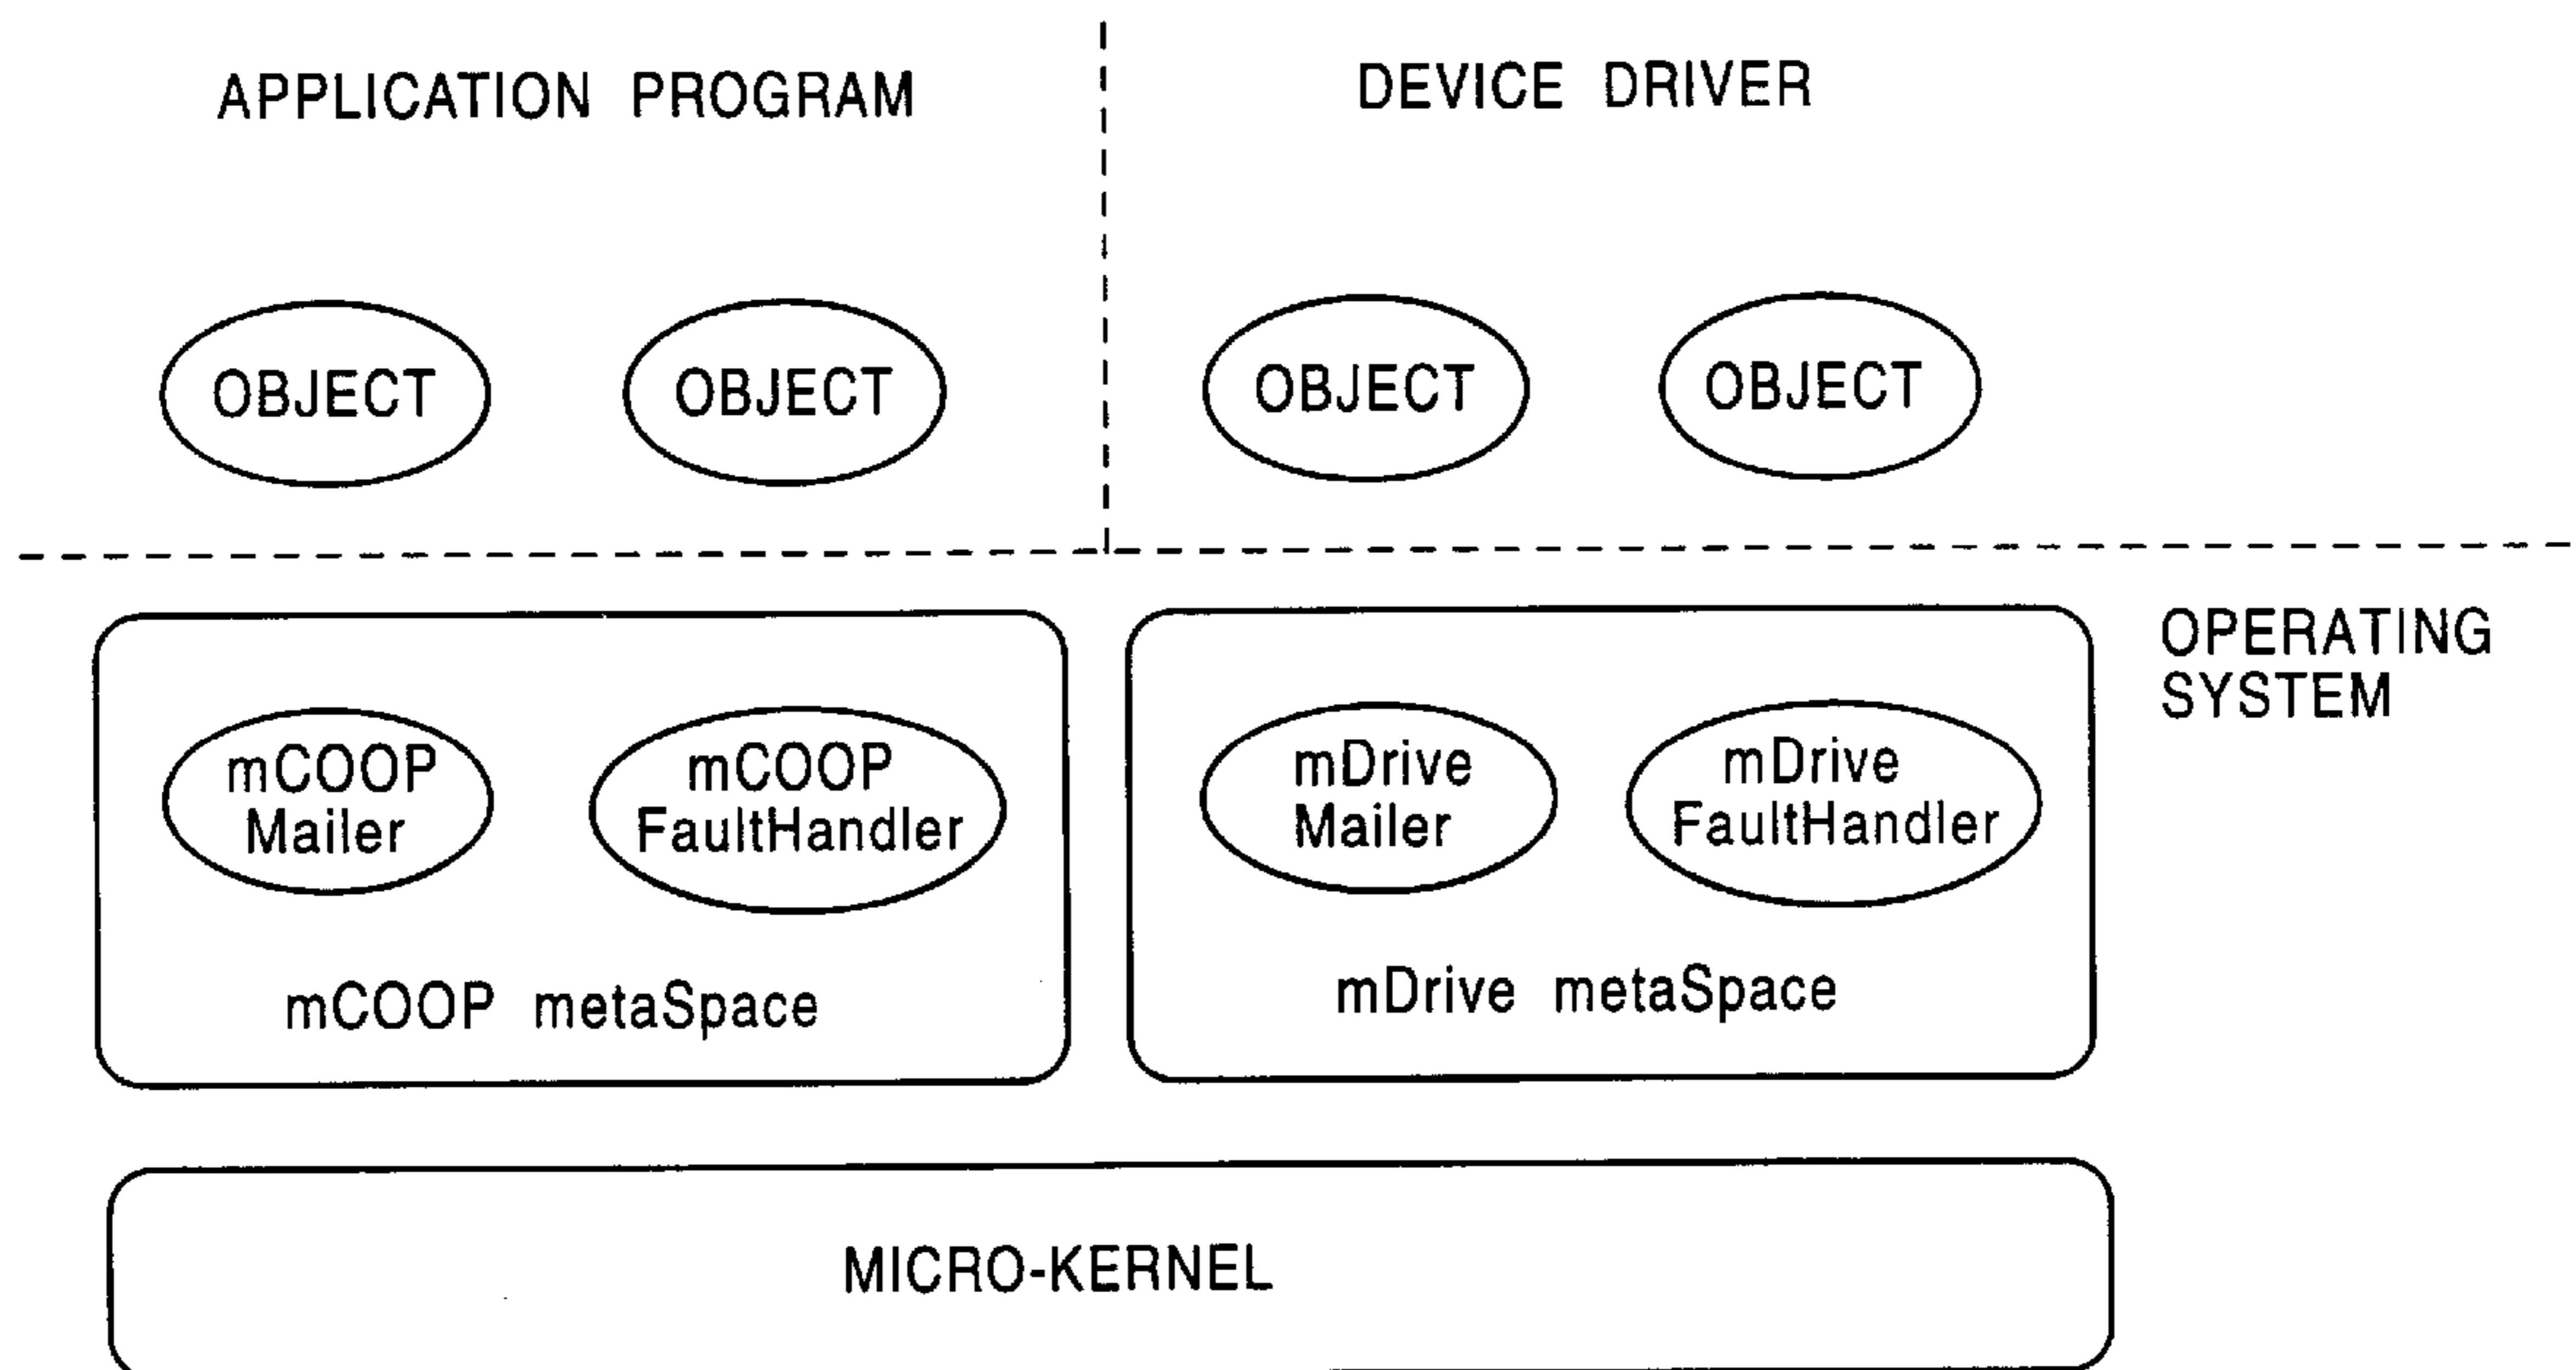 APPLICATION PROGRAM
DEVICE DRIVER
OBJECT
OBJECT
OBJECT
OBJECT
OPERATING
SYSTEM
mCOOP
Mailer
mCOOP
FaultHandler
mDrive
Mailer
mDrive
FaultHandler
mCOOP metaSpace
mDrive metaSpace
MICRO-KERNEL